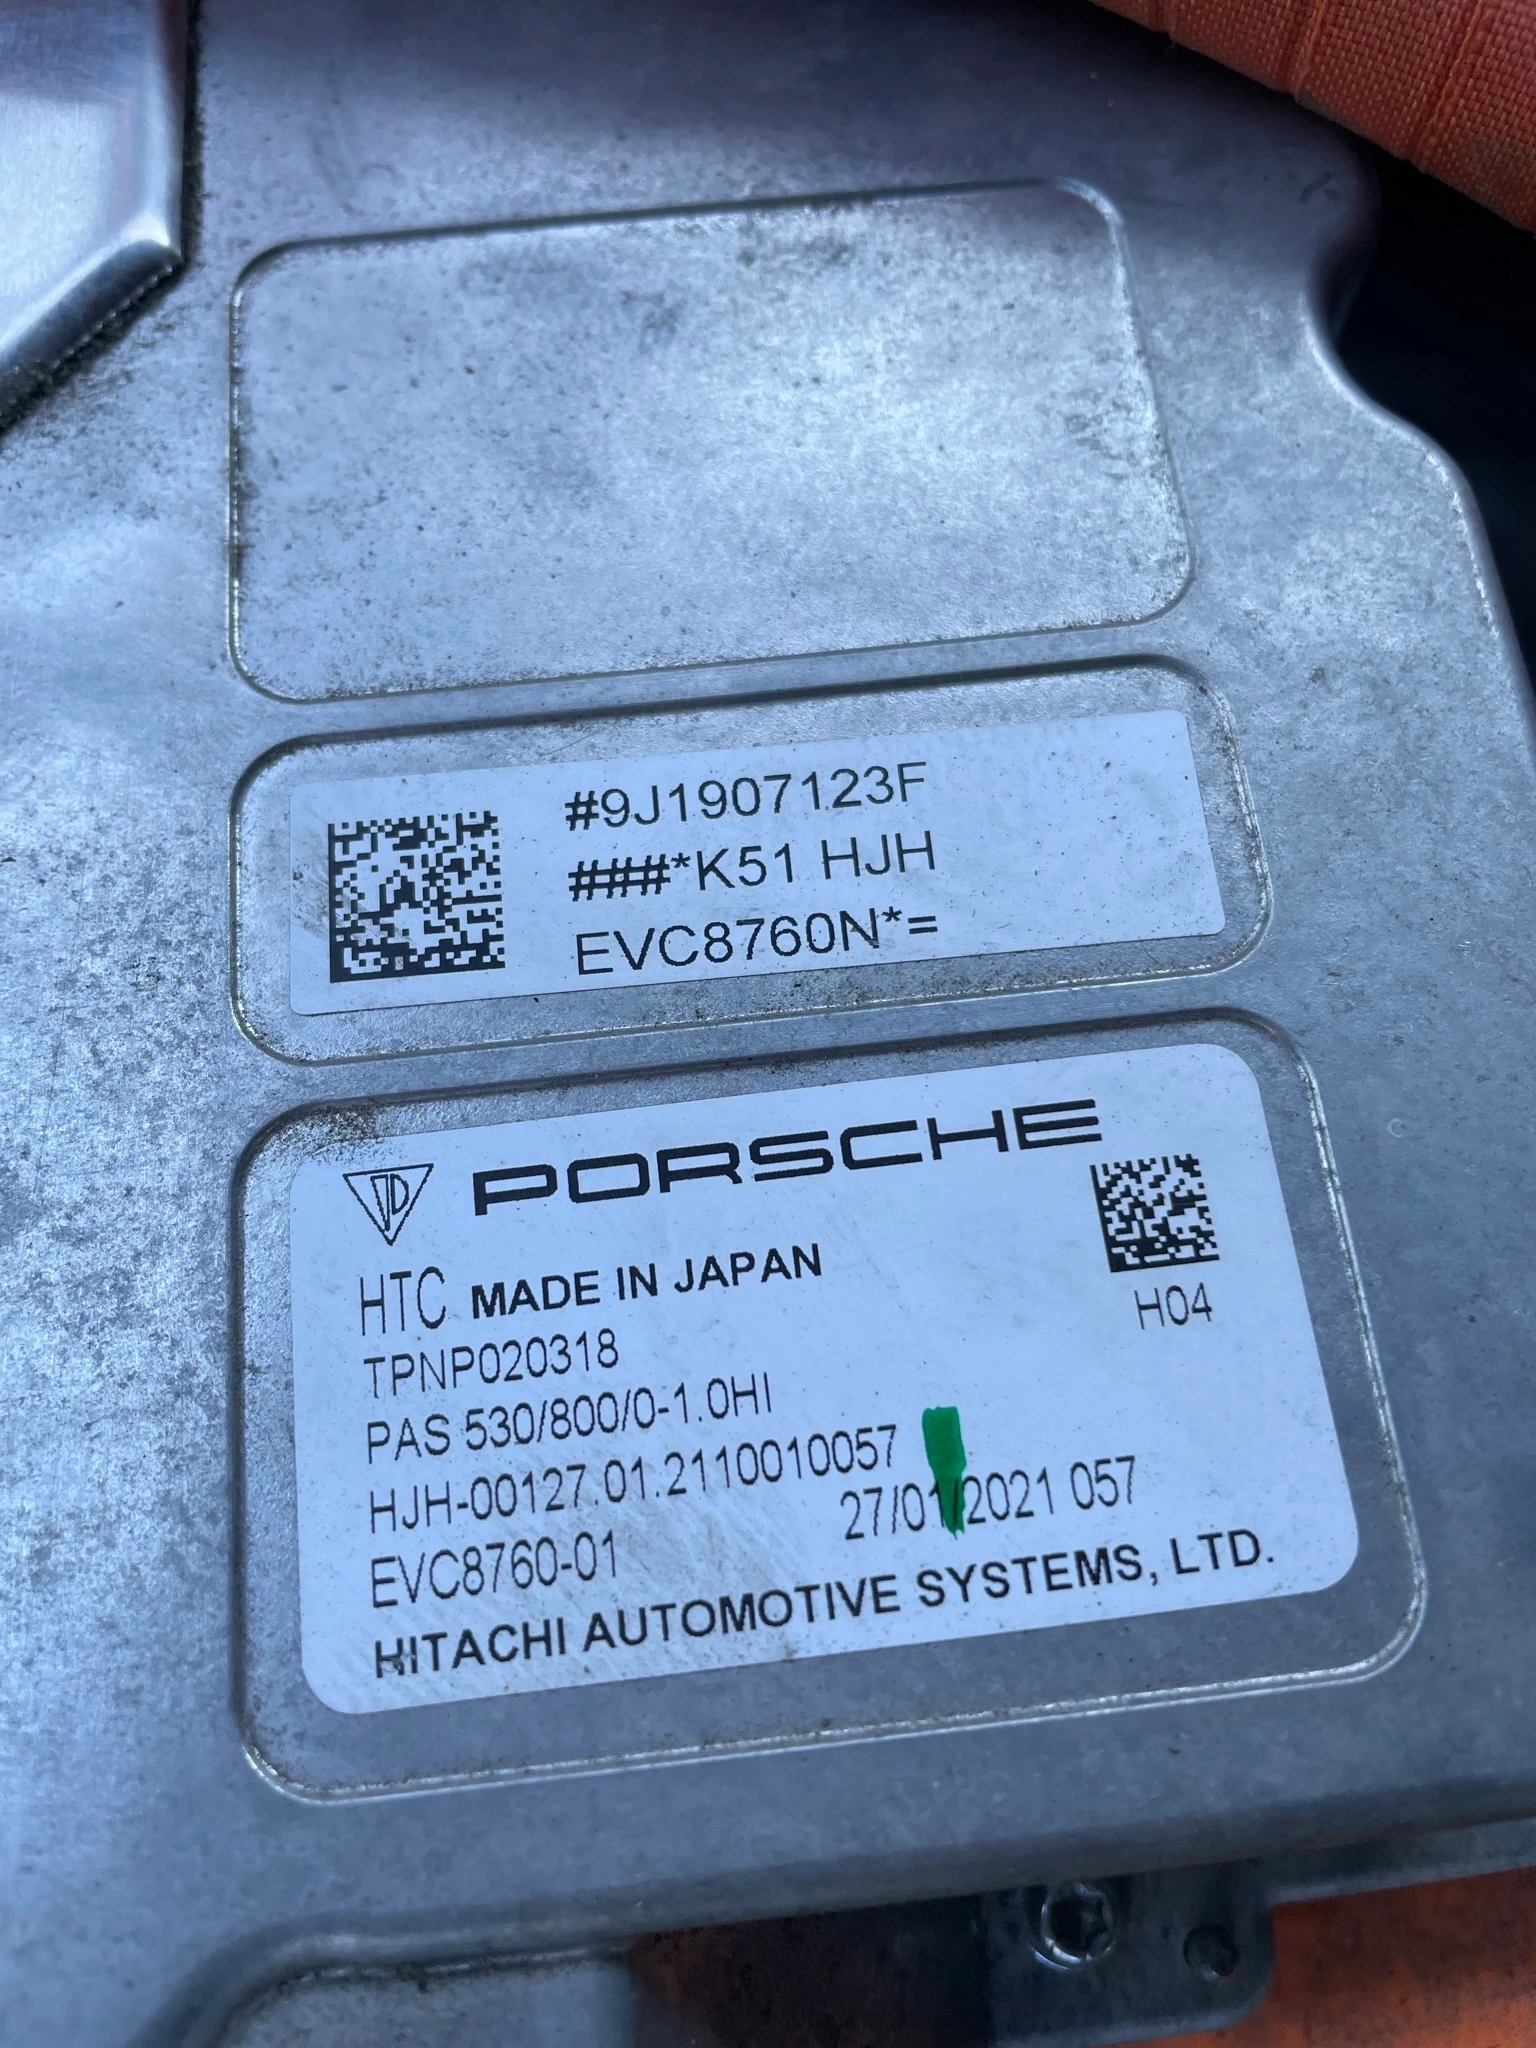 #9J1907123F
###*K51 HJH
EVC8760N*=
PORSCHE
HTC MADE IN JAPAN
H04
TPNP020318
PAS 530/800/0-1.0HI
HJH-00127.01.2110010057
27/01/2021 057
EVC8760-01
HITACHI AUTOMOTIVE SYSTEMS, LTD.